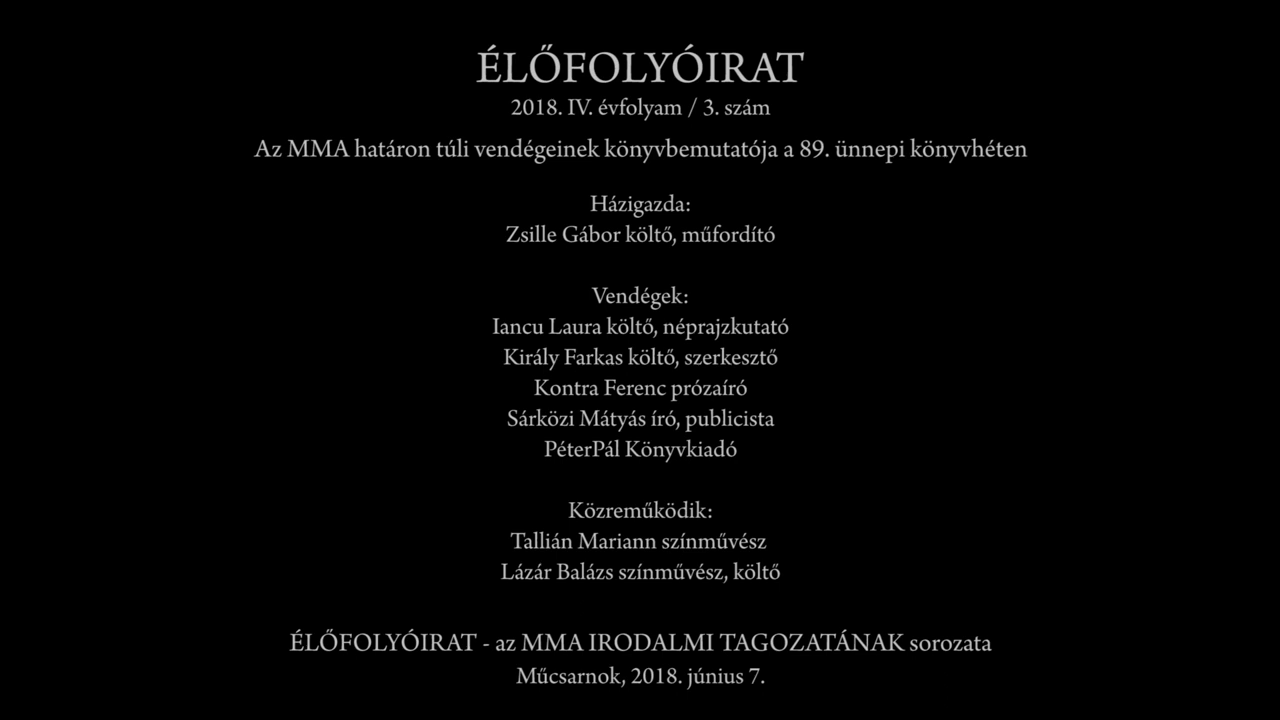 ÉLŐFOLYÓIRAT
2018. IV. évfolyam / 3. szám
Az MMA határon túli vendégeinek könyvbemutatója a 89. ünnepi könyvhéten
Házigazda:
Zsille Gábor költő, műfordító
Vendégek:
Iancu Laura költő, néprajzkutató
Király Farkas költő, szerkesztő
Kontra Ferenc prózaíró
Sárközi Mátyás író, publicista
PéterPál Könyvkiadó
Közreműködik:
Tallián Mariann színművész
Lázár Balázs színművész, költő
ÉLŐFOLYÓIRAT - az MMA IRODALMI TAGOZATÁNAK sorozata
Műcsarnok, 2018. június 7.